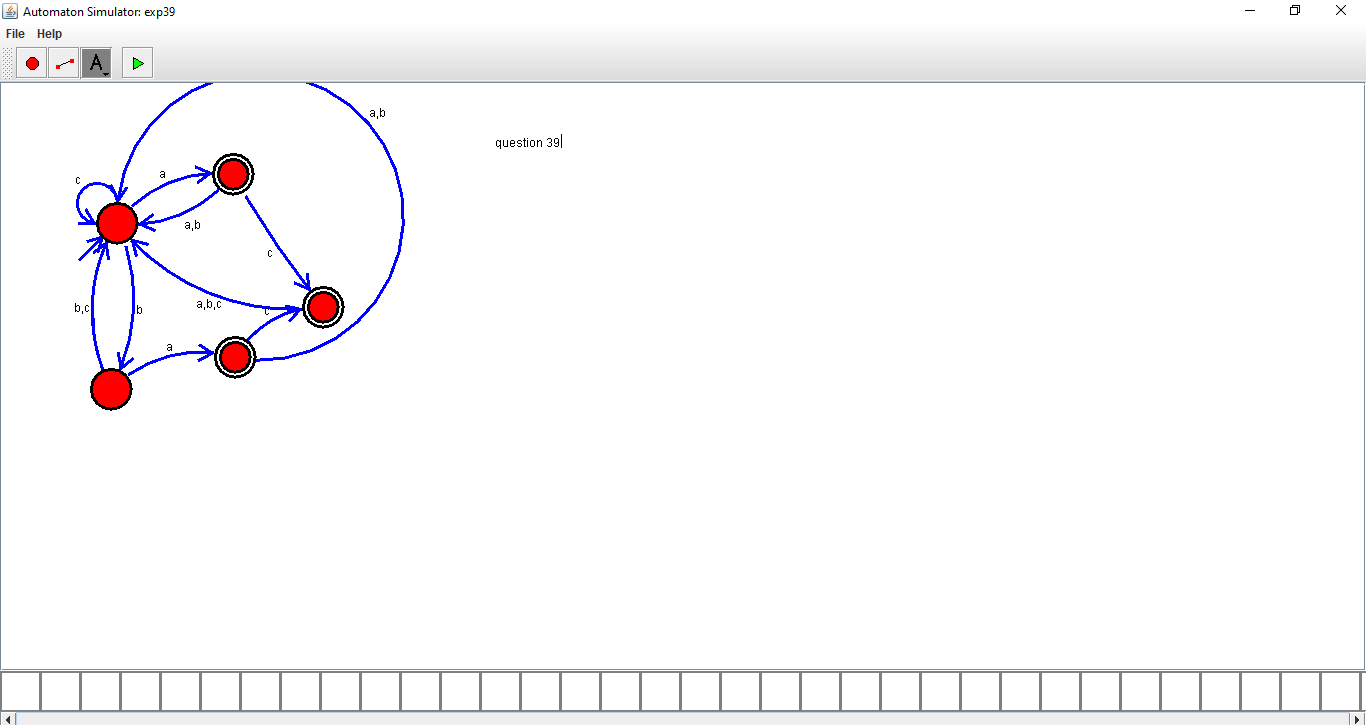 Automaton Simulator: exp39
File Help
A
a,b
question 39
c
a
a,b
c
b,c
b
a,b,c
c
a